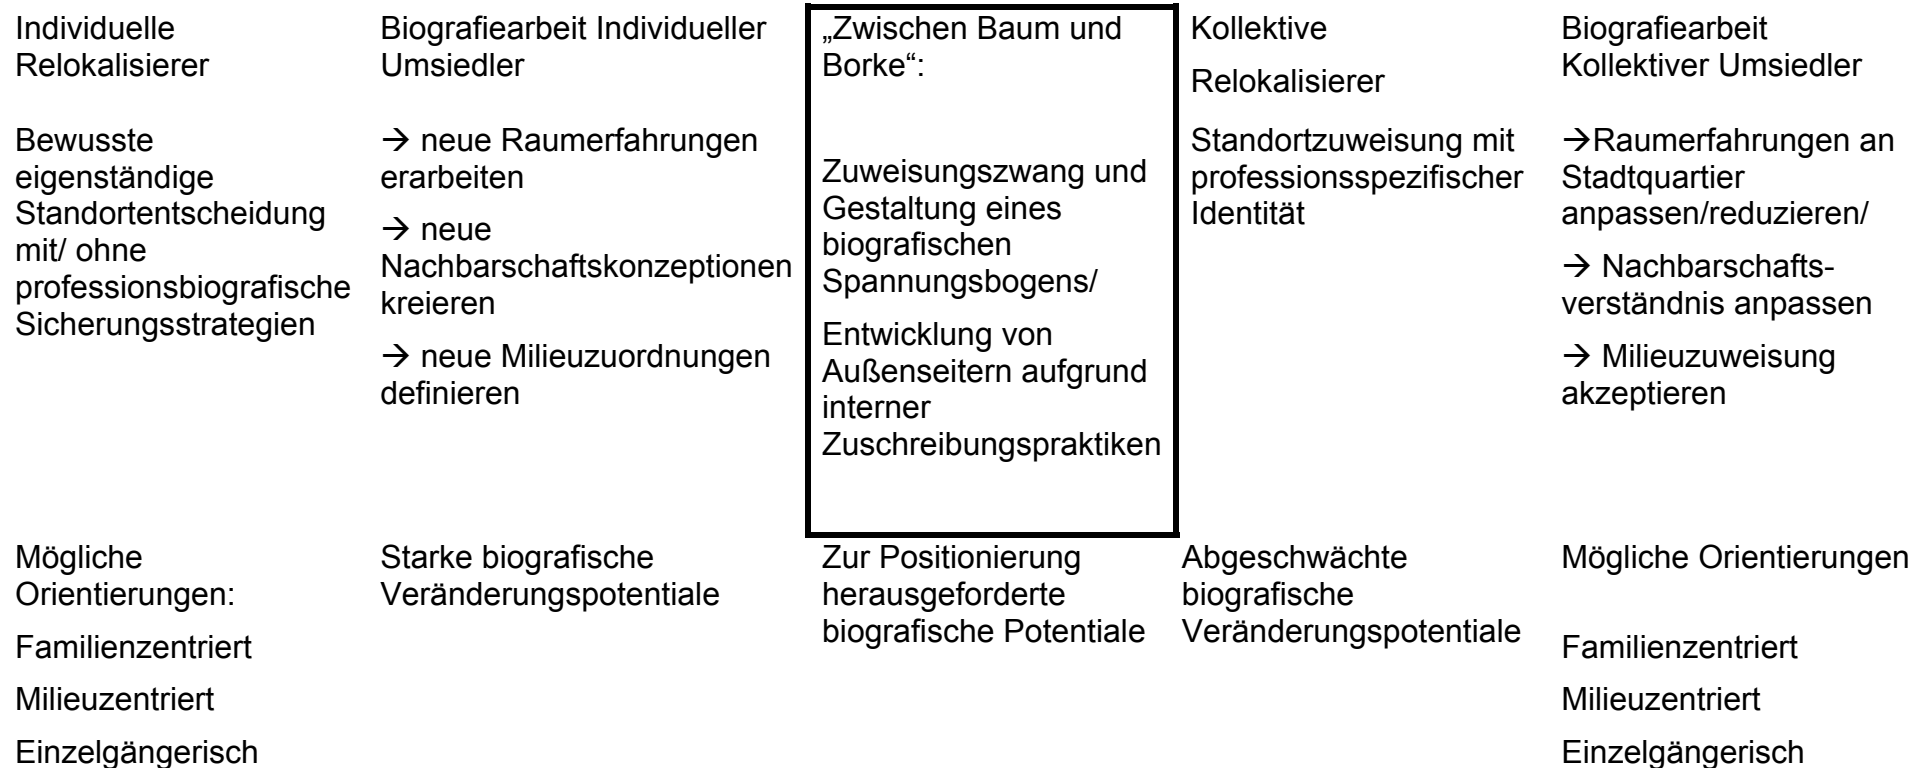 Individuelle
Relokalisierer
Biografiearbeit Individueller
Umsiedler
„Zwischen Baum und
Borke“:
Kollektive
Relokalisierer
Biografiearbeit
Kollektiver Umsiedler
Bewusste
eigenständige
Standortentscheidung
mit/ ohne
professionsbiografische
Sicherungsstrategien
→ neue Raumerfahrungen
erarbeiten
→ neue
Nachbarschaftskonzeptionen
kreieren
→ neue Milieuzuordnungen
definieren
Zuweisungszwang und
Gestaltung eines
biografischen
Spannungsbogens/
Entwicklung von
Außenseitern aufgrund
interner
Zuschreibungspraktiken
Standortzuweisung mit
professionsspezifischer
Identität
→Raumerfahrungen an
Stadtquartier
anpassen/reduzieren/
→ Nachbarschafts-
verständnis anpassen
→ Milieuzuweisung
akzeptieren
Mögliche
Orientierungen:
Familienzentriert
Milieuzentriert
Einzelgängerisch
Starke biografische
Veränderungspotentiale
Zur Positionierung
herausgeforderte
biografische Potentiale
Abgeschwächte
biografische
Veränderungspotentiale
Mögliche Orientierungen
Familienzentriert
Milieuzentriert
Einzelgängerisch